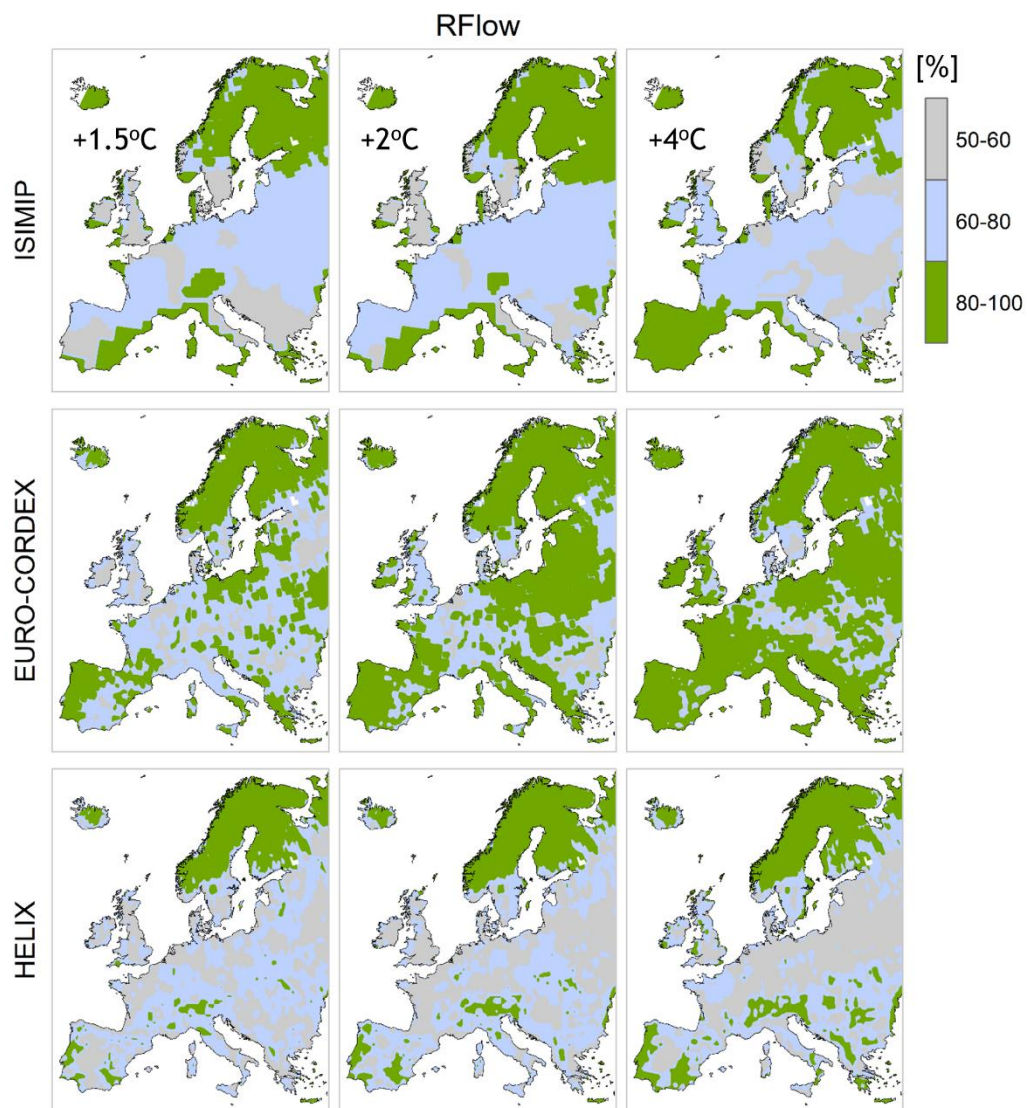 RFlow
+1.5°C
+2°C
+4°C
[%]
50-60
60-80
80-100
ISIMIP
EURO-CORDEX
HELIX